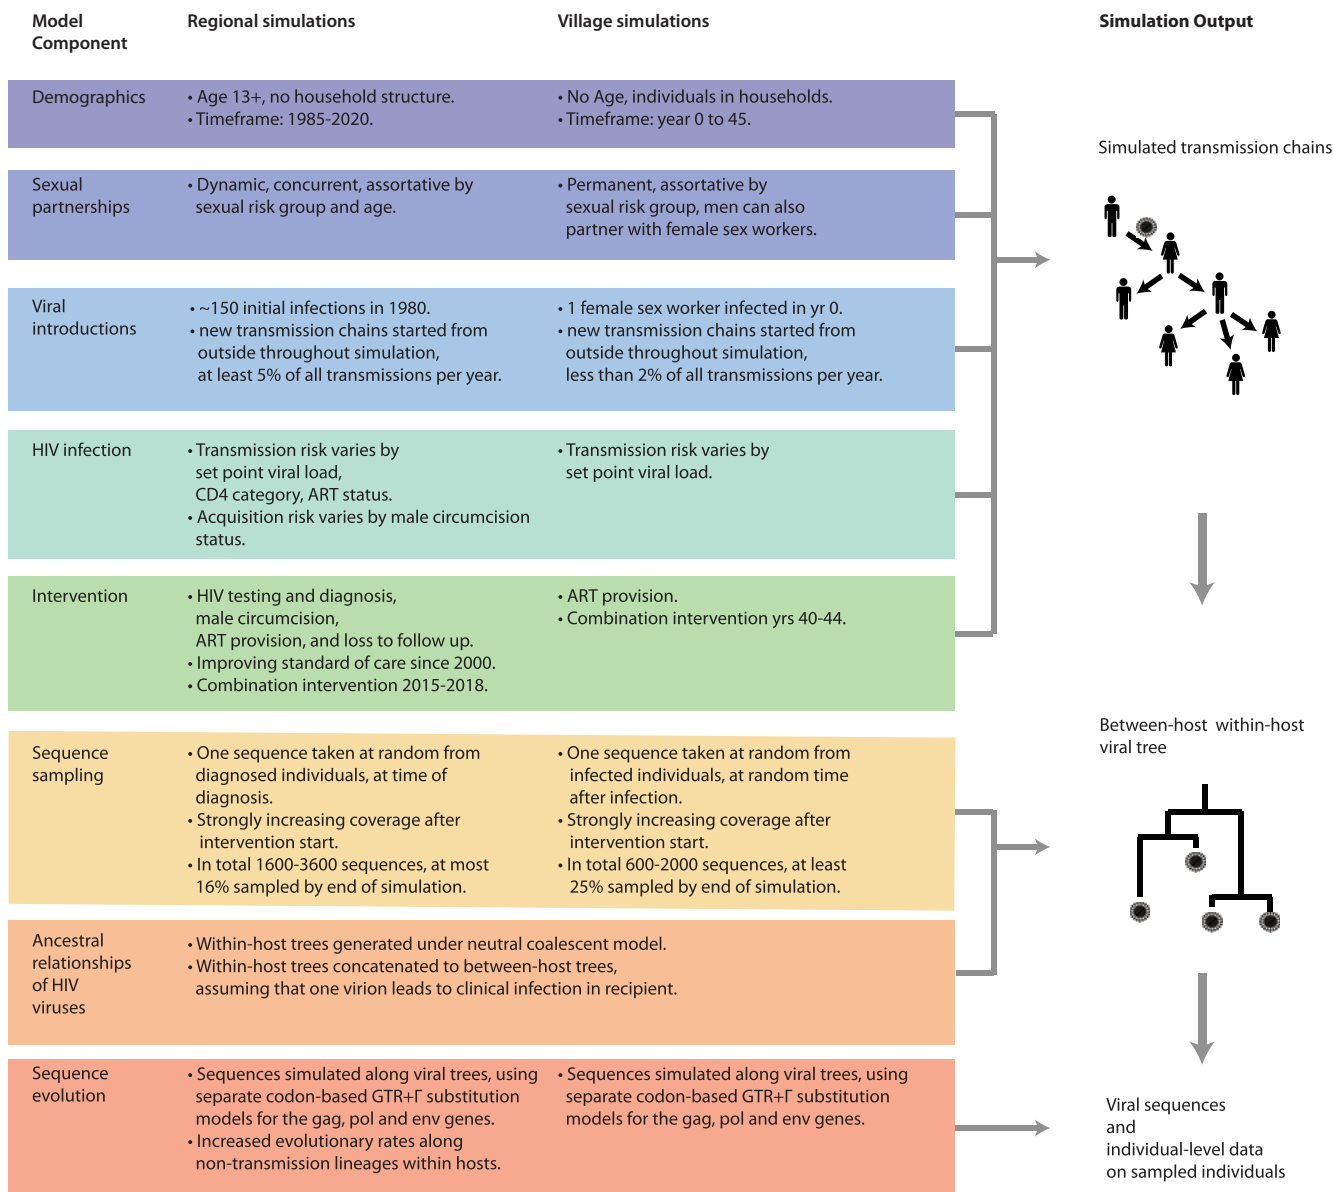 Model
Component
Regional simulations
Village simulations
Simulation Output
Demographics
• Age 13+, no household structure.
• Timeframe: 1985-2020.
• No Age, individuals in households.
• Timeframe: year 0 to 45.
Sexual
partnerships
• Dynamic, concurrent, assortative by
sexual risk group and age.
• Permanent, assortative by
sexual risk group, men can also
partner with female sex workers.
Viral
introductions
• ~150 initial infections in 1980.
• new transmission chains started from
outside throughout simulation,
at least 5% of all transmissions per year.
• 1 female sex worker infected in yr 0.
• new transmission chains started from
outside throughout simulation,
less than 2% of all transmissions per year.
HIV infection
• Transmission risk varies by
set point viral load,
CD4 category, ART status.
• Acquisition risk varies by male circumcision
status.
• Transmission risk varies by
set point viral load.
Intervention
• HIV testing and diagnosis,
male circumcision,
ART provision, and loss to follow up.
• Improving standard of care since 2000.
• Combination intervention 2015-2018.
• ART provision.
• Combination intervention yrs 40-44.
Sequence
sampling
• One sequence taken at random from
diagnosed individuals, at time of
diagnosis.
• Strongly increasing coverage after
intervention start.
• In total 1600-3600 sequences, at most
16% sampled by end of simulation.
• One sequence taken at random from
infected individuals, at random time
after infection.
• Strongly increasing coverage after
intervention start.
• In total 600-2000 sequences, at least
25% sampled by end of simulation.
Ancestral
relationships
of HIV
viruses
• Within-host trees generated under neutral coalescent model.
• Within-host trees concatenated to between-host trees,
assuming that one virion leads to clinical infection in recipient.
Sequence
evolution
• Sequences simulated along viral trees, using
separate codon-based GTR+Γ substitution
models for the gag, pol and env genes.
• Increased evolutionary rates along
non-transmission lineages within hosts.
• Sequences simulated along viral trees, using
separate codon-based GTR+Γ substitution
models for the gag, pol and env genes.
Simulated transmission chains
Between-host within-host
viral tree
Viral sequences
and
individual-level data
on sampled individuals